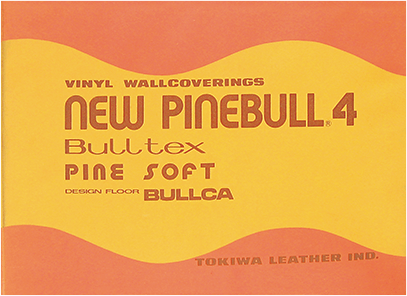 VINYL WALLCOVERINGS
NEW PINEBULL® 4
Bulltex
PINE SOFT
DESIGN FLOOR BULLCA
TOKIWA LEATHER IND.